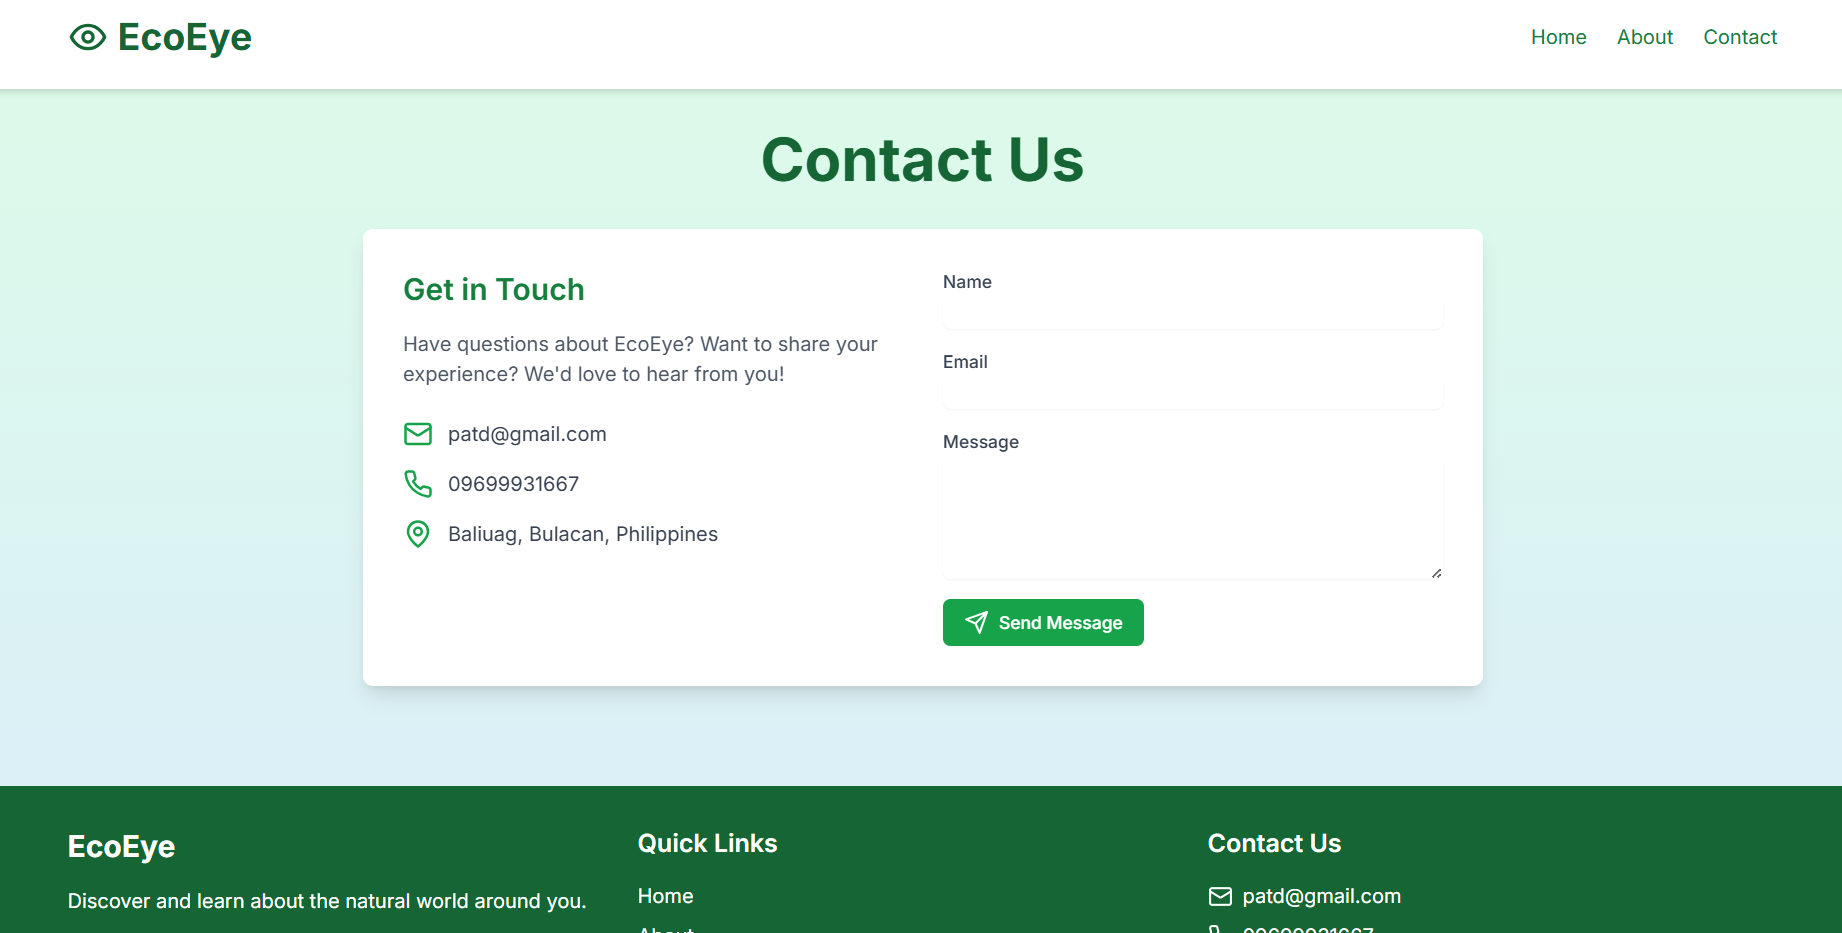 EcoEye
Home
About
Contact
Contact Us
Get in Touch
Have questions about EcoEye? Want to share your
experience? We'd love to hear from you!
patd@gmail.com
09699931667
Baliuag, Bulacan, Philippines
Name
Email
Message
Send Message
EcoEye
Discover and learn about the natural world around you.
Quick Links
Home
About
Contact Us
patd@gmail.com
09699931667